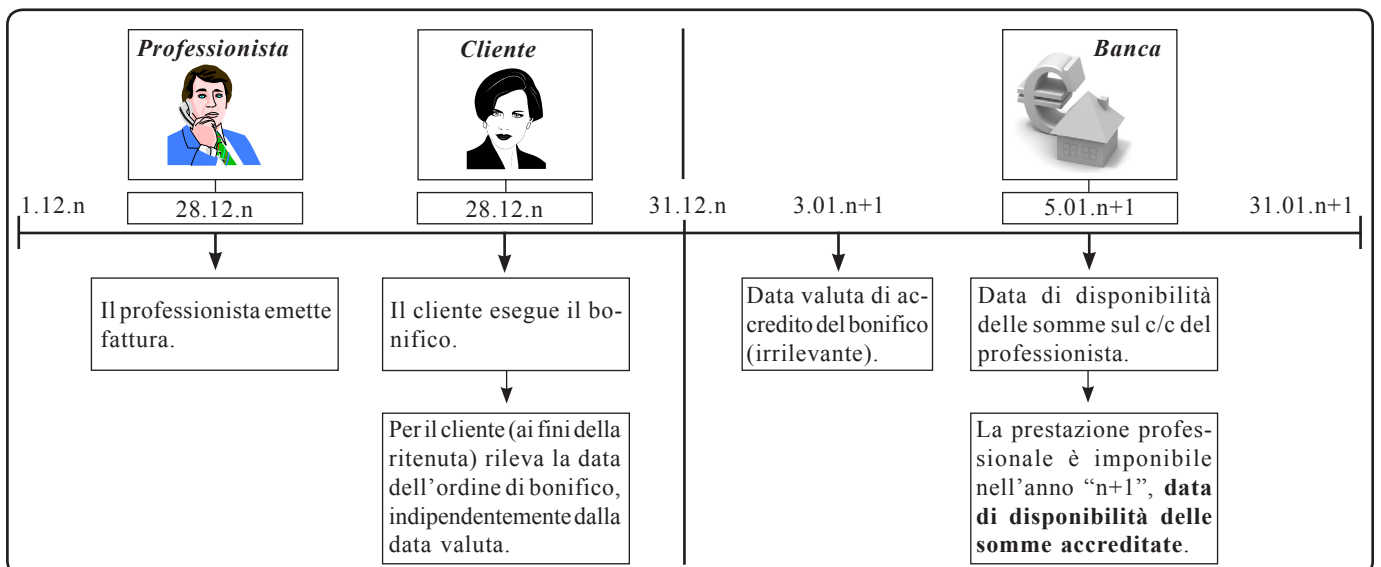 Professionista
Cliente
Banca
1.12.n
28.12.n
28.12.n
31.12.n
3.01.n+1
5.01.n+1
31.01.n+1
Il professionista emette
fattura.
Il cliente esegue il bo-
nifico.
Data valuta di ac-
credito del bonifico
(irrilevante).
Data di disponibilità
delle somme sul c/c del
professionista.
Per il cliente (ai fini della
ritenuta) rileva la data
dell'ordine di bonifico,
indipendentemente dalla
data valuta.
La prestazione profes-
sionale è imponibile
nell'anno “n+1”, data
di disponibilità delle
somme accreditate.